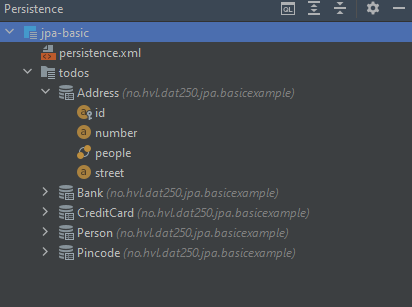 Persistence
QL
jpa-basic
persistence.xml
todos
Address (no.hvl.dat250.jpa.basicexample)
a id
a number
people
a street
Bank (no.hvl.dat250.jpa.basicexample)
CreditCard (no.hvl.dat250.jpa.basicexample)
Person (no.hvl.dat250.jpa.basicexample)
Pincode (no.hvl.dat250.jpa.basicexample)